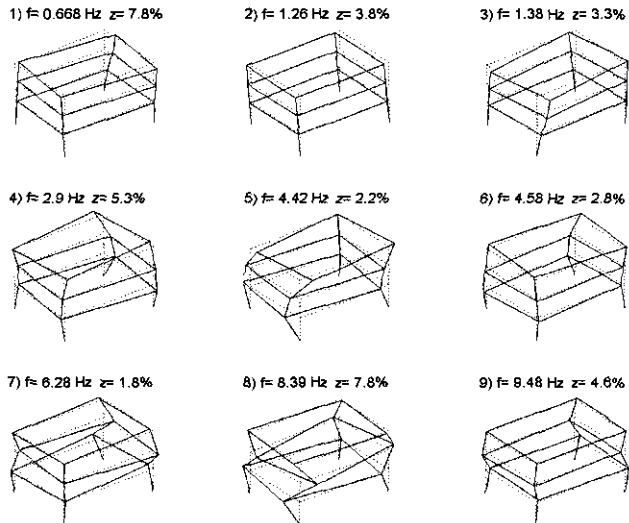 1) f= 0.668 Hz z= 7.8%
2) f= 1.26 Hz z= 3.8%
3) f= 1.38 Hz z= 3.3%
4) f= 2.9 Hz z= 5.3%
5) f= 4.42 Hz z= 2.2%
6) f= 4.58 Hz z= 2.8%
7) f= 6.28 Hz z= 1.8%
8) f= 8.39 Hz z= 7.8%
9) f= 9.48 Hz z= 4.6%